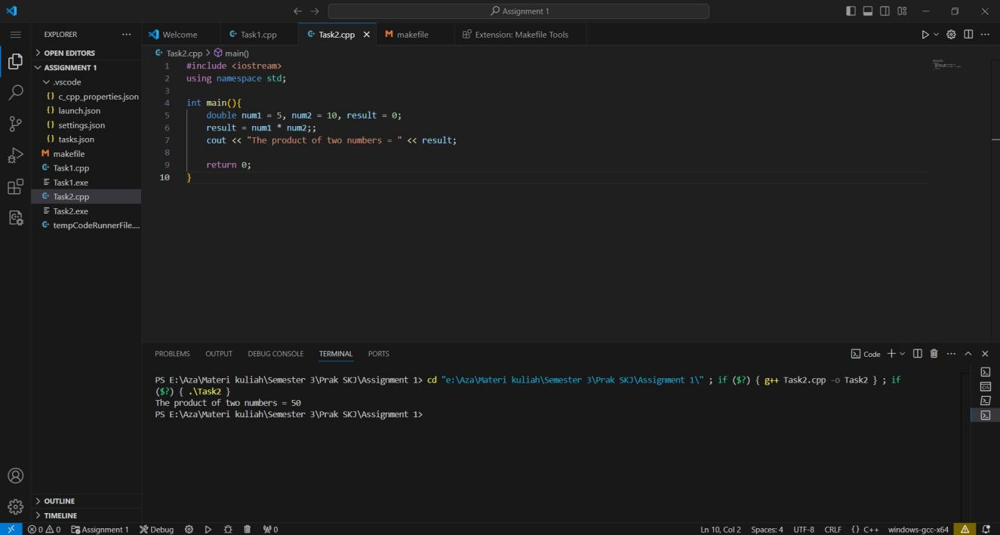 Assignment 1
EXPLORER
Welcome
Task1.cpp
Task2.cpp
makefile
Extension: Makefile Tools
OPEN EDITORS
ASSIGNMENT 1
.vscode
c_cpp_properties.json
launch.json
settings.json
tasks.json
makefile
Task1.cpp
Task1.exe
Task2.cpp
Task2.exe
tempCodeRunnerFile....
Task2.cpp > main()
1 #include <iostream>
2 using namespace std;
3
4 int main(){
5 double num1 = 5, num2 = 10, result = 0;
6 result = num1 * num2;;
7 cout << "The product of two numbers = " << result;
8
9 return 0;
10 }
PROBLEMS OUTPUT DEBUG CONSOLE TERMINAL PORTS
Code
PS E:\Aza\Materi kuliah\Semester 3\Prak SKJ\Assignment 1> cd "e:\Aza\Materi kuliah\Semester 3\Prak SKJ\Assignment 1\" ; if ($?) { g++ Task2.cpp -o Task2 } ; if
($?) { .\Task2 }
The product of two numbers = 50
PS E:\Aza\Materi kuliah\Semester 3\Prak SKJ\Assignment 1>
OUTLINE
TIMELINE
0 0 Assignment 1 Debug 0 Ln 10, Col 2 Spaces: 4 UTF-8 CRLF {} C++ windows-gcc-x64